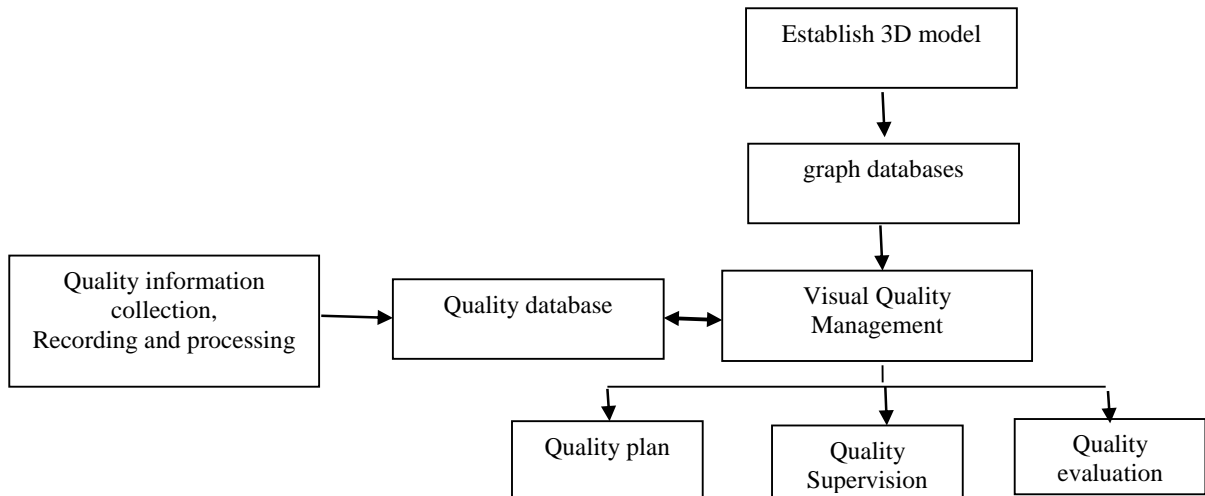 Establish 3D model
graph databases
Quality information
collection,
Recording and processing
Quality database
Visual Quality
Management
Quality plan
Quality
Supervision
Quality
evaluation